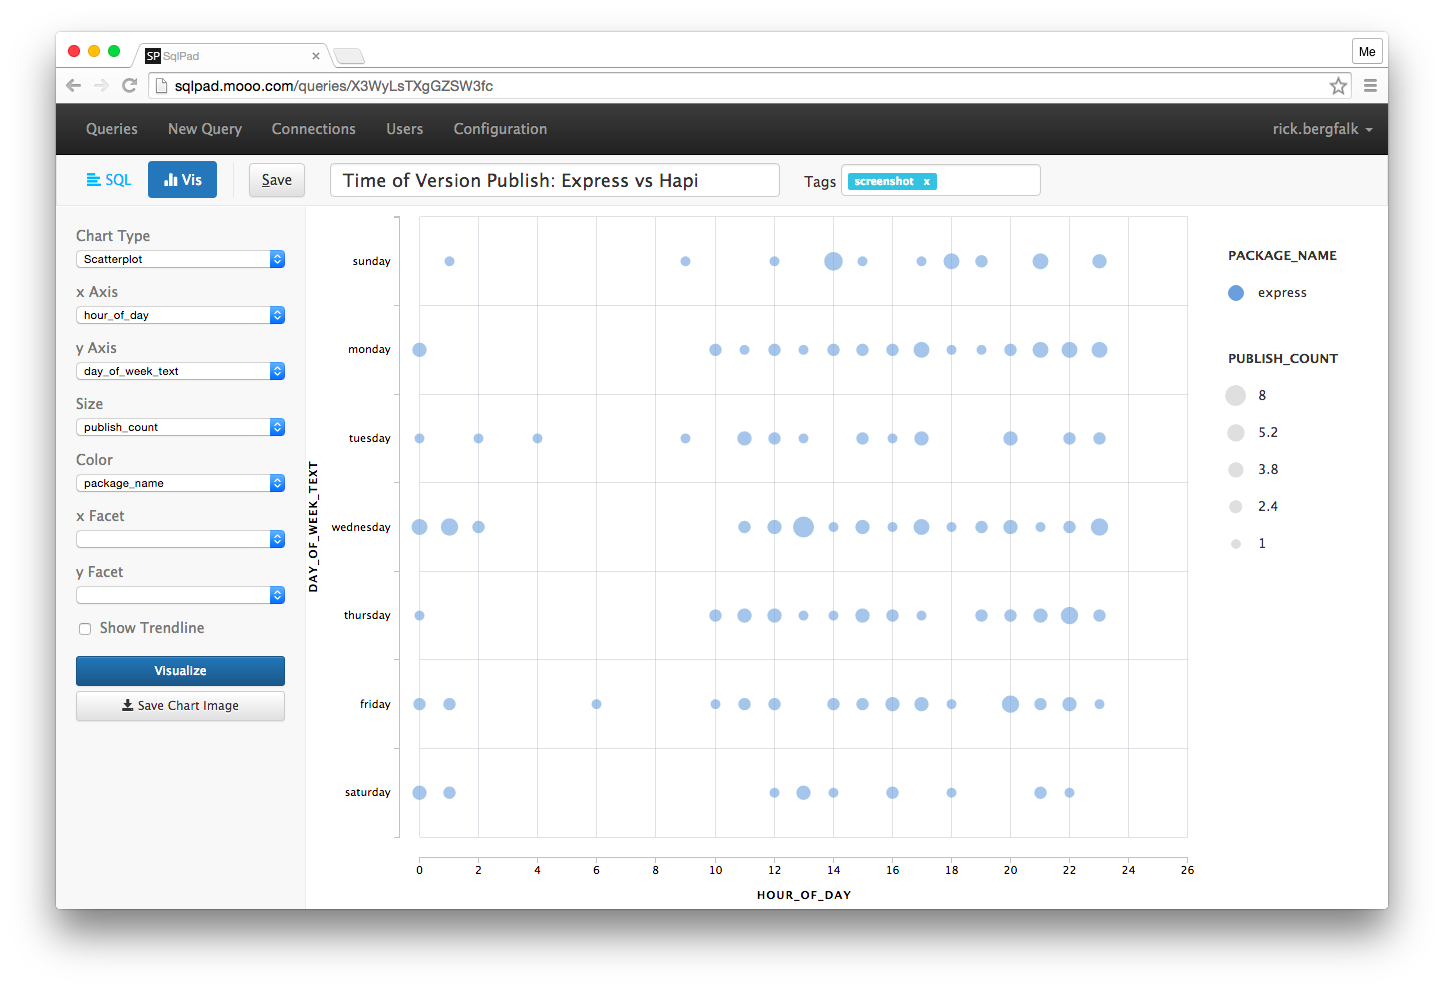 SP SqlPad ×
Me
sqlpad.mooo.com/queries/X3WyLsTXgGZSW3fc
Queries New Query Connections Users Configuration rick.bergfalk
SQL Vis Save Time of Version Publish: Express vs Hapi Tags screenshot x
Chart Type
Scatterplot
x Axis
hour_of_day
y Axis
day_of_week_text
Size
publish_count
Color
package_name
x Facet
y Facet
Show Trendline
Visualize
Save Chart Image
DAY_OF_WEEK_TEXT
sunday
monday
tuesday
wednesday
thursday
friday
saturday
0 2 4 6 8 10 12 14 16 18 20 22 24 26
HOUR_OF_DAY
PACKAGE_NAME
express
PUBLISH_COUNT
8
5.2
3.8
2.4
1